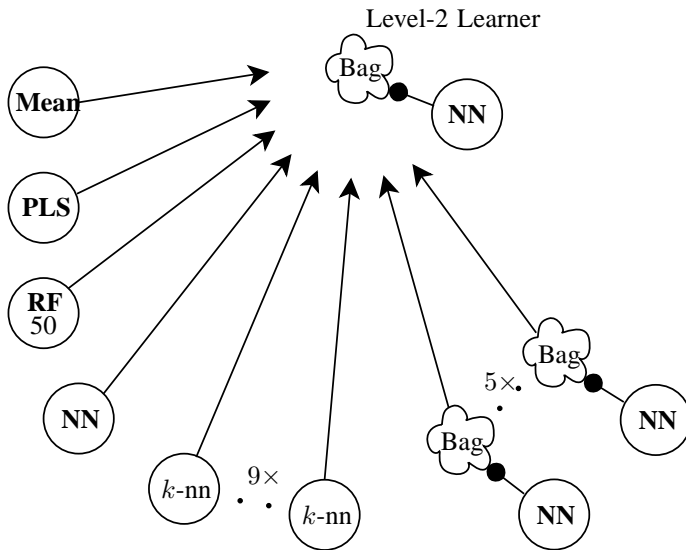 Level-2 Learner
Bag
NN
Mean
PLS
RF
50
NN
k-nn
9×
k-nn
5×
Bag
NN
Bag
NN